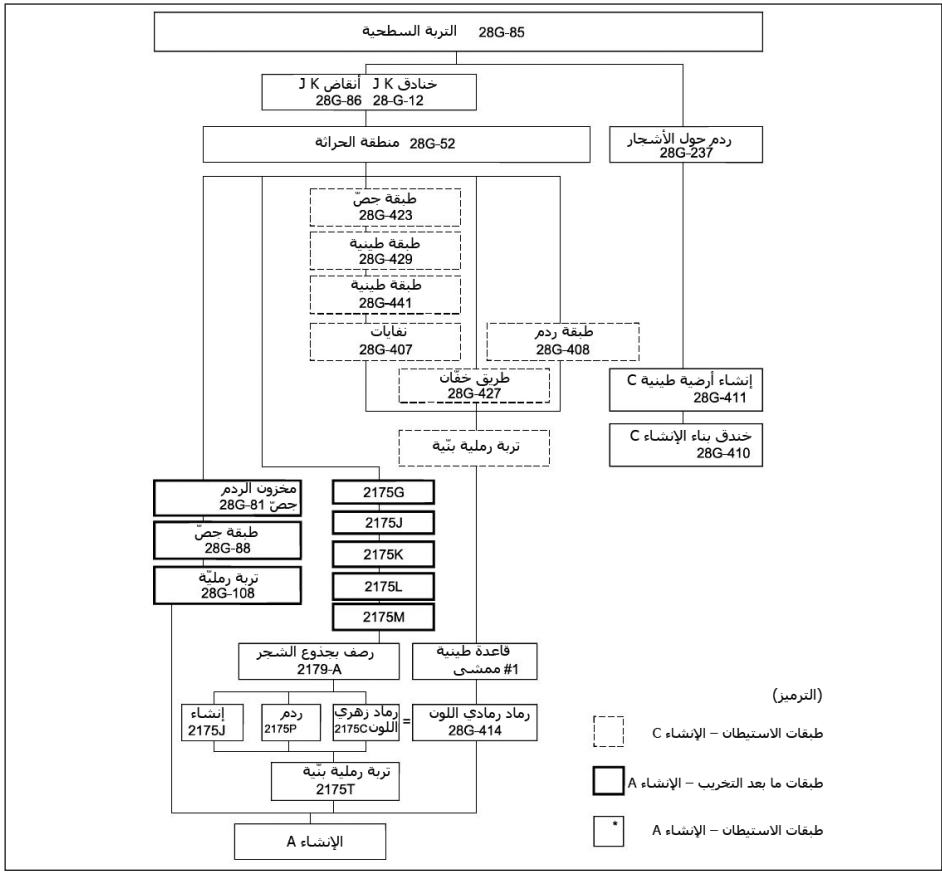 التربة السطحية 28G-85
خنادق J K أنقاض J K
28G-86 28-G-12
ردم حول الأشجار
28G-237
منطقة الحراثة 28G-52
طبقة جصّ
28G-423
طبقة طينية
28G-429
طبقة طينية
28G-441
نفايات
28G-407
طبقة ردم
28G-408
طريق خفّان
28G-427
إنشاء أرضية طينية C
28G-411
خندق بناء الإنشاء C
28G-410
تربة رملية بنّية
مخزون الردم
جصّ 28G-81
طبقة جصّ
28G-88
تربة رمليّة
28G-108
2175G
2175J
2175K
2175L
2175M
رصف بجذوع الشجر
2179-A
قاعدة طينية
ممشى #1
إنشاء
2175J
ردم
2175P
رماد زهري
اللون 2175C
=
رماد رمادي اللون
28G-414
تربة رملية بنّية
2175T
الإنشاء A
(الترميز)
طبقات الاستيطان – الإنشاء C
طبقات ما بعد التخريب – الإنشاء A
طبقات الاستيطان – الإنشاء A
*